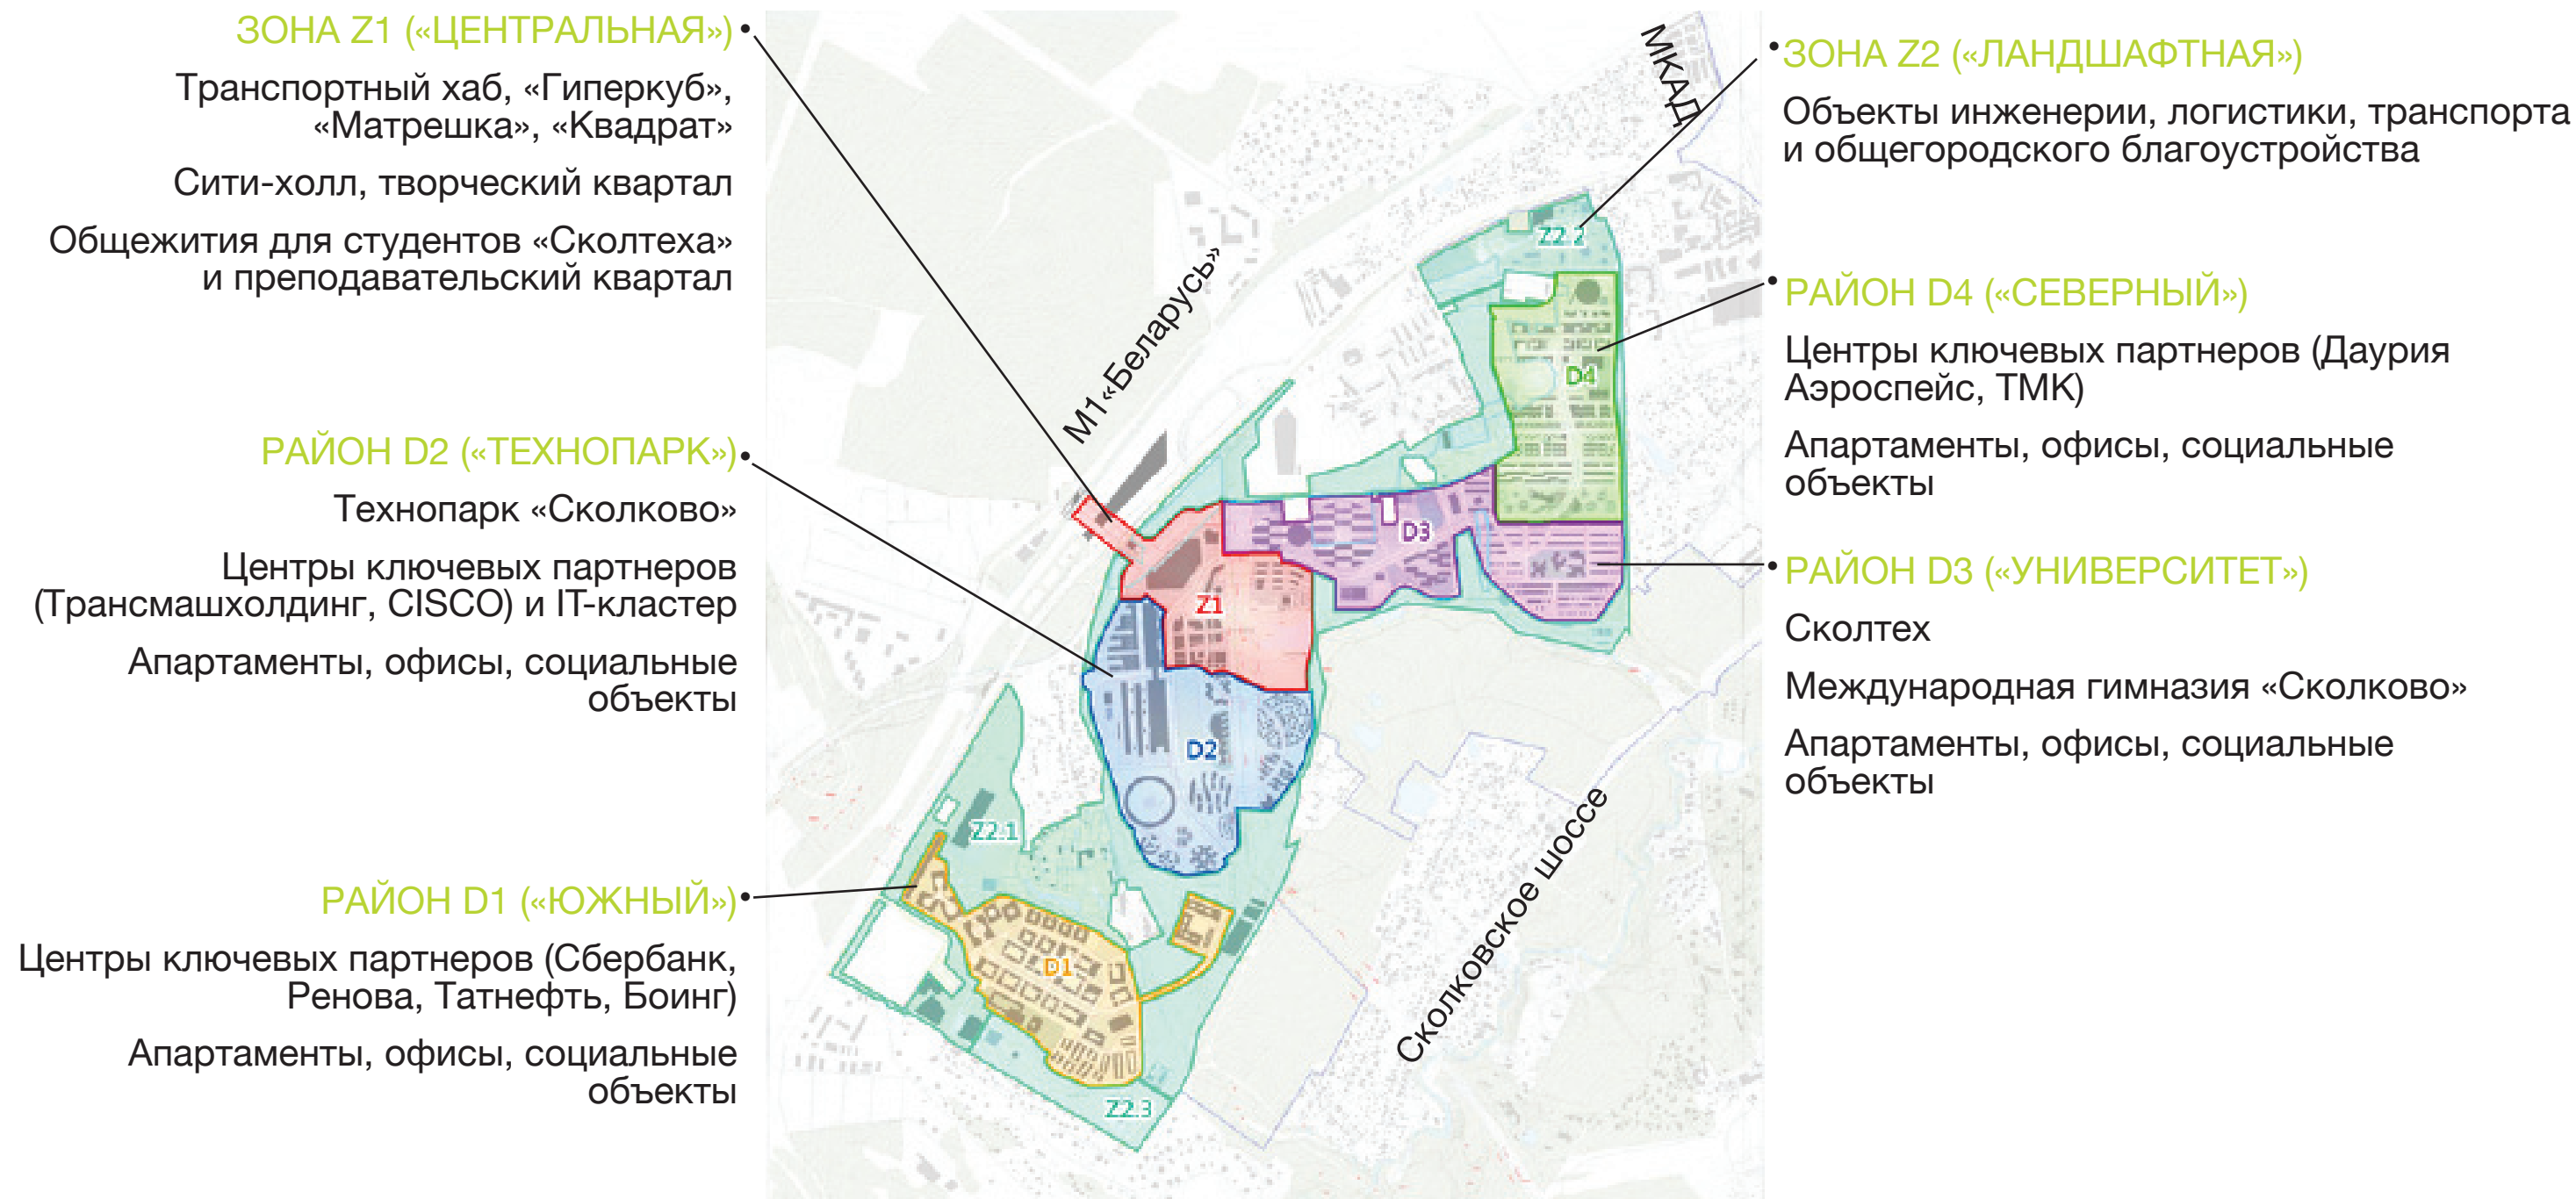 ЗОНА Z1 («ЦЕНТРАЛЬНАЯ»)
Транспортный хаб, «Гиперкуб»,
«Матрешка», «Квадрат»
Сити-холл, творческий квартал
Общежития для студентов «Сколтеха»
и преподавательский квартал
РАЙОН D2 («ТЕХНОПАРК»)
Технопарк «Сколково»
Центры ключевых партнеров
(Трансмашхолдинг, CISCO) и IT-кластер
Апартаменты, офисы, социальные
объекты
РАЙОН D1 («ЮЖНЫЙ»)
Центры ключевых партнеров (Сбербанк,
Ренова, Татнефть, Боинг)
Апартаменты, офисы, социальные
объекты
МКАД
М1«Беларусь»
Сколковское шоссе
Z2.2
D4
D3
Z1
D2
Z2.1
D1
Z2.3
ЗОНА Z2 («ЛАНДШАФТНАЯ»)
Объекты инженерии, логистики, транспорта
и общегородского благоустройства
РАЙОН D4 («СЕВЕРНЫЙ»)
Центры ключевых партнеров (Даурия
Аэроспейс, ТМК)
Апартаменты, офисы, социальные
объекты
РАЙОН D3 («УНИВЕРСИТЕТ»)
Сколтех
Международная гимназия «Сколково»
Апартаменты, офисы, социальные
объекты